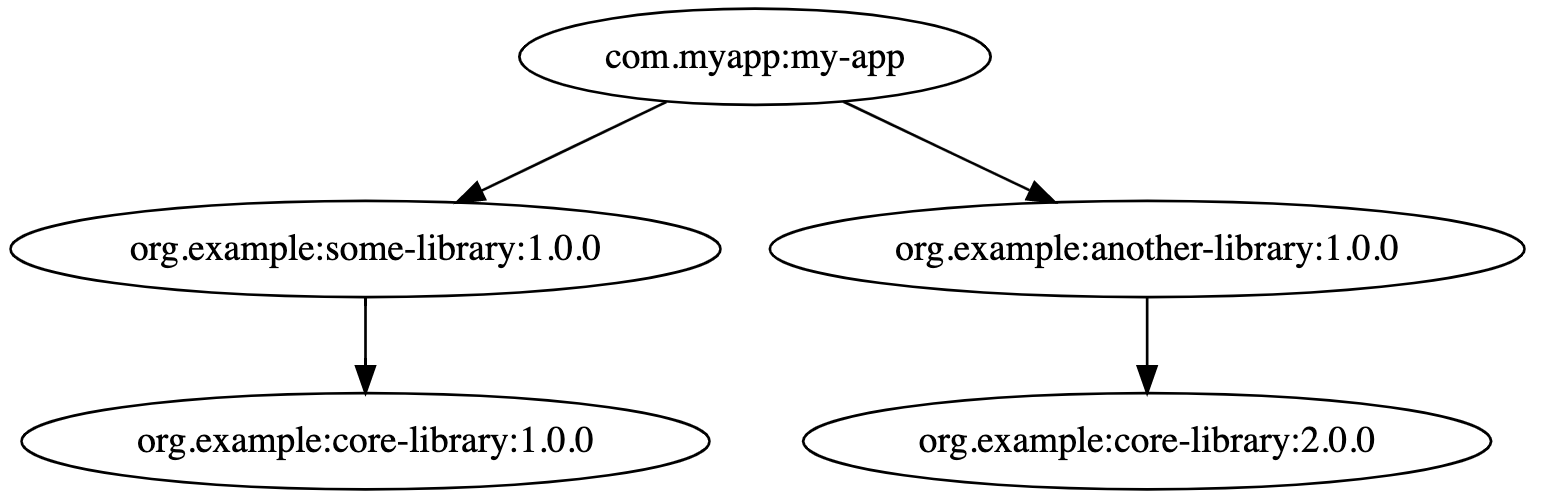 com.myapp:my-app
org.example:some-library:1.0.0
org.example:another-library:1.0.0
org.example:core-library:1.0.0
org.example:core-library:2.0.0